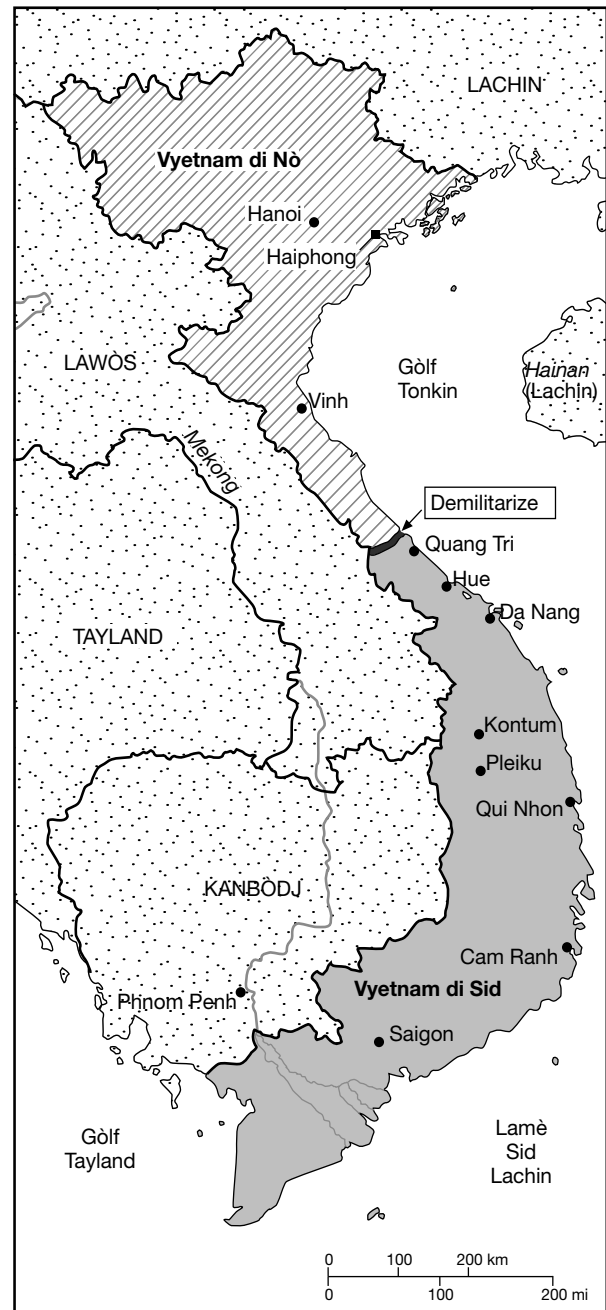 LACHIN
Vyetnam di Nò
Hanoi
Haiphong
LAWÒS
Gòlf
Tonkin
Hainan
(Lachin)
Vinh
Mekong
Demilitarize
Quang Tri
Hue
Da Nang
TAYLAND
Kontum
Pleiku
Qui Nhon
KANBÒDJ
Cam Ranh
Phnom Penh
Vyetnam di Sid
Saigon
Gòlf
Tayland
Lamè
Sid
Lachin
0 100 200 km
0 100 200 mi